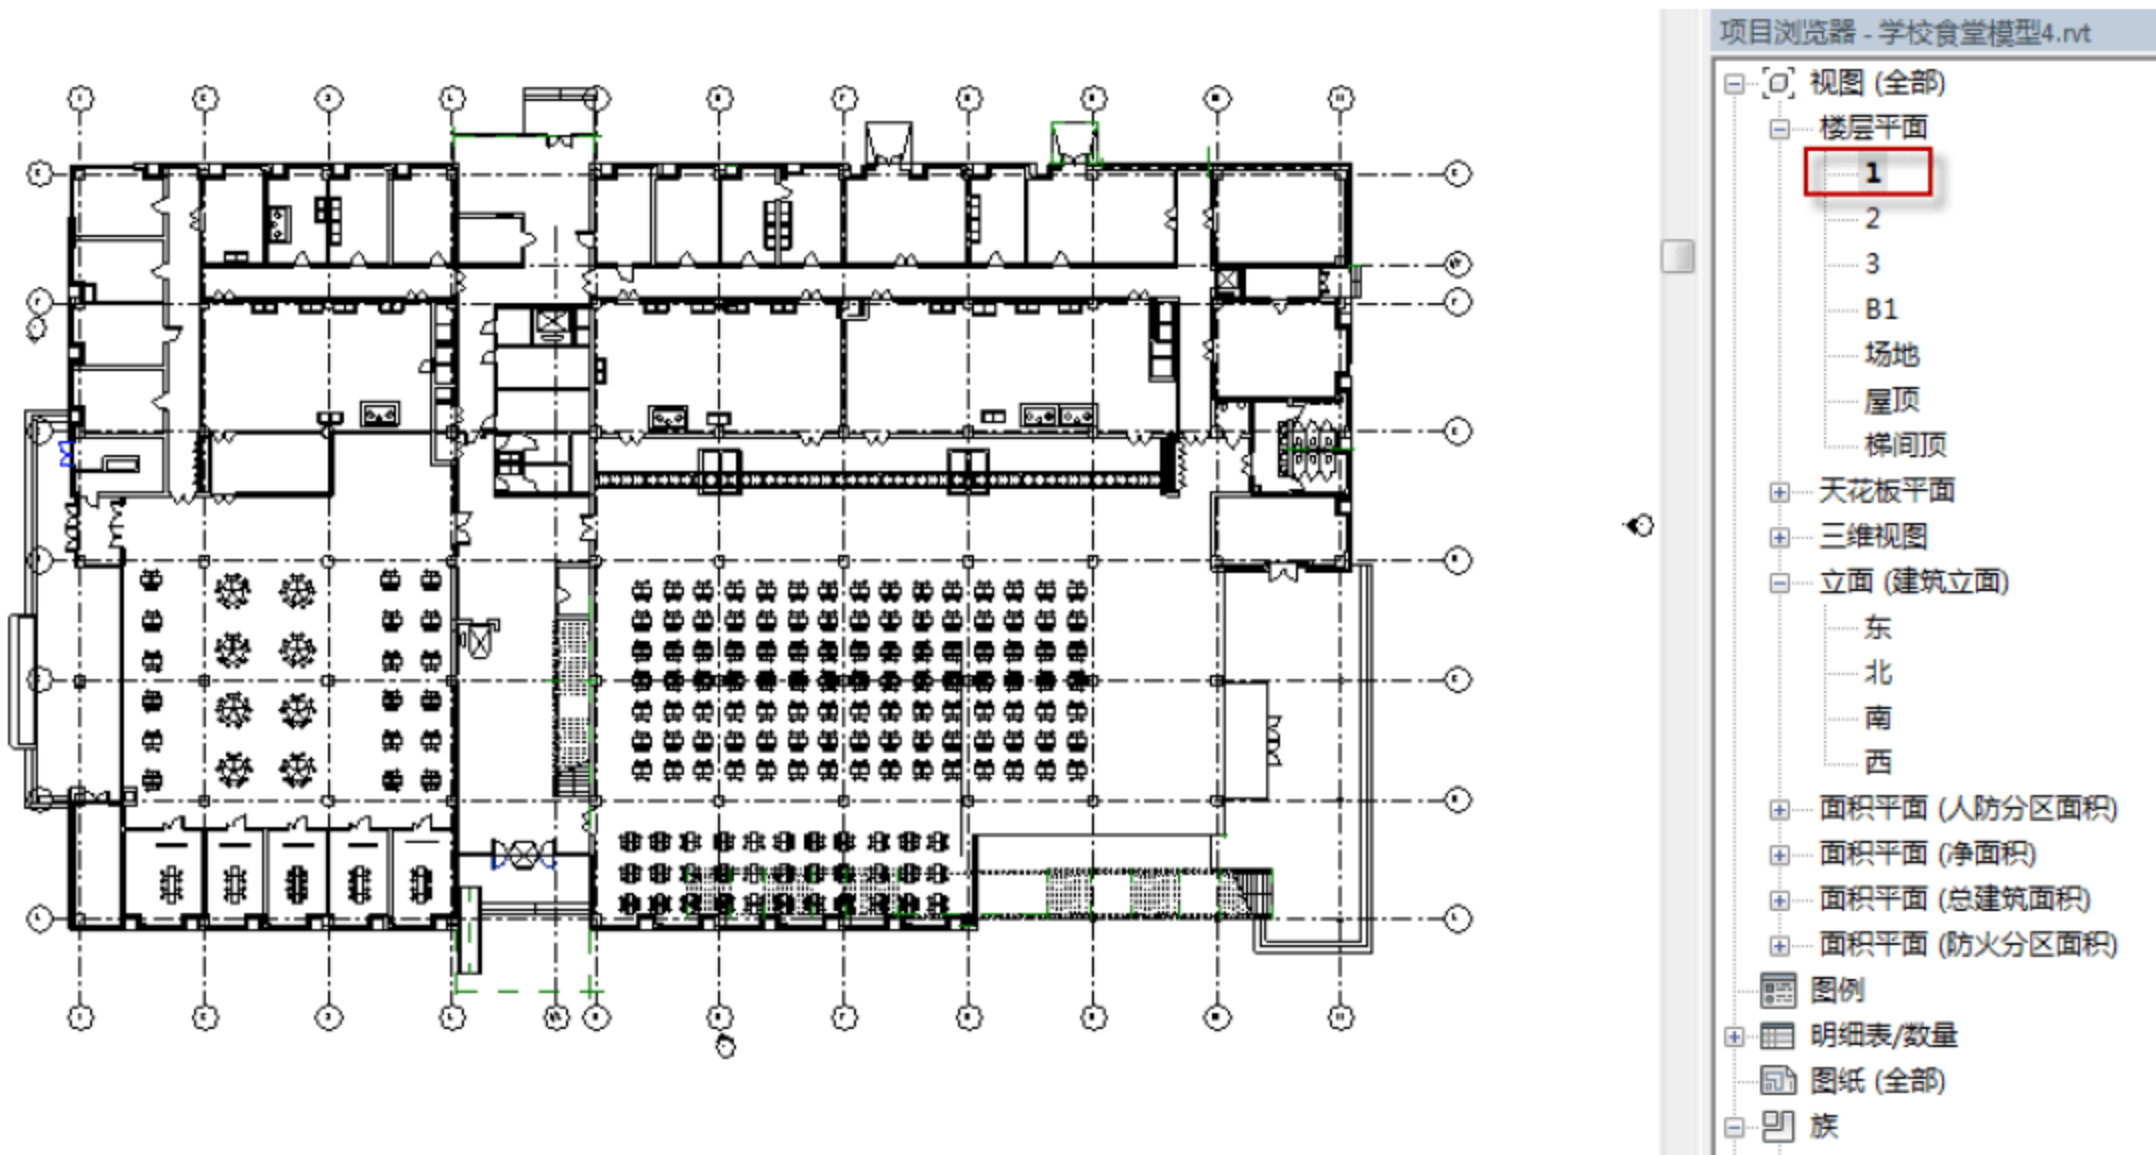 项目浏览器 - 学校食堂模型4.rvt
视图 (全部)
楼层平面
1
2
3
B1
场地
屋顶
梯间顶
天花板平面
三维视图
立面 (建筑立面)
东
北
南
西
面积平面 (人防分区面积)
面积平面 (净面积)
面积平面 (总建筑面积)
面积平面 (防火分区面积)
图例
明细表/数量
图纸 (全部)
族